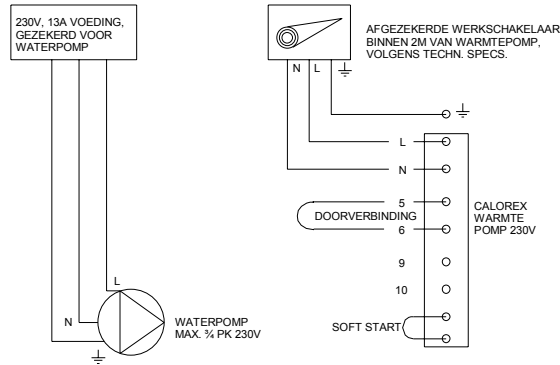 230V, 13A VOEDING,
GEZEKERD VOOR
WATERPOMP
AFGEZEKERDE WERKSCHAKELAAR
BINNEN 2M VAN WARMTEPOMP,
VOLGENS TECHN. SPECS.
N L
L
N
5
DOORVERBINDING
6
CALOREX
WARMTE
POMP 230V
9
10
SOFT START
L
N
WATERPOMP
MAX. ¾ PK 230V